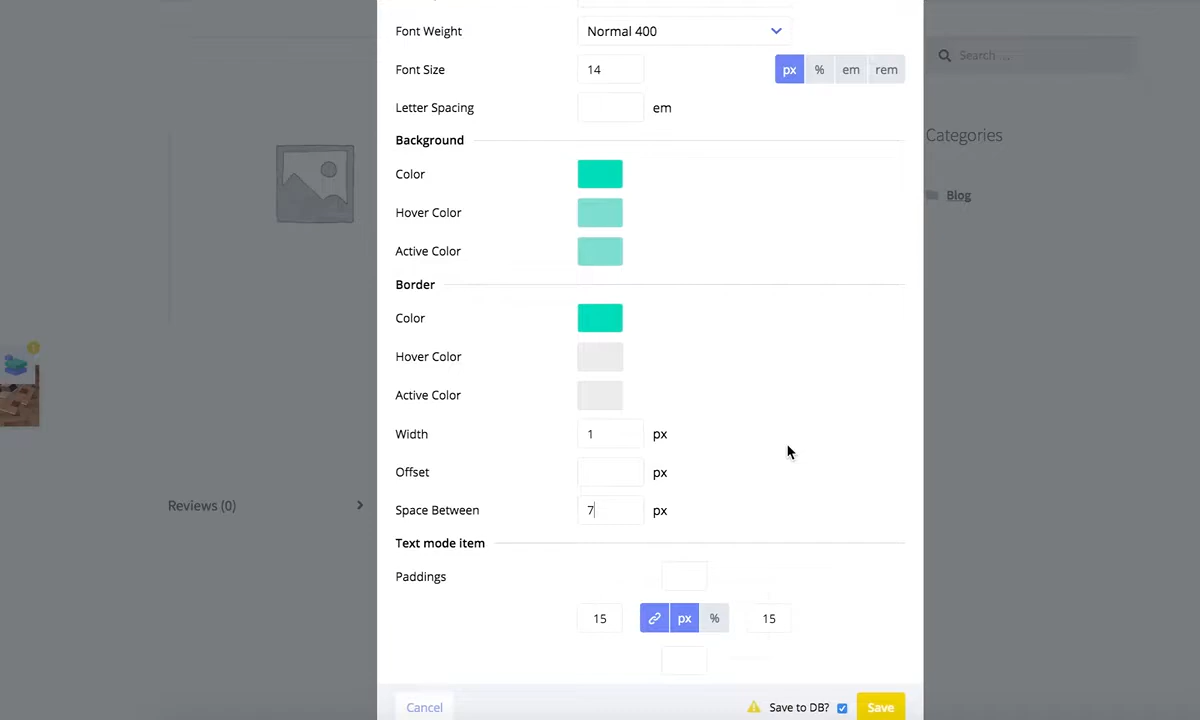 Font Weight Normal 400
Font Size 14 px % em rem
Search ...
Letter Spacing em
Categories
Background
Color
Blog
Hover Color
Active Color
Border
Color
Hover Color
Active Color
Width 1 px
Offset px
Reviews (0)
Space Between 7 px
Text mode item
Paddings
15 px % 15
Cancel Save to DB? Save